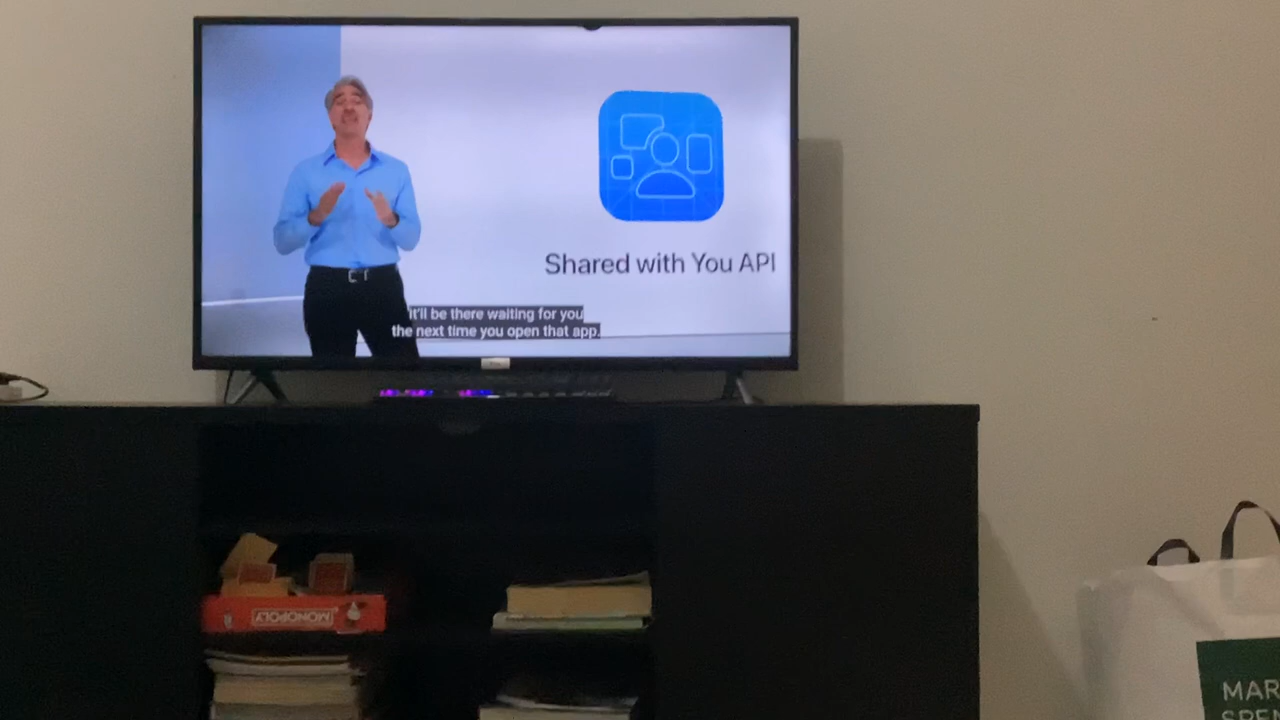 Shared with You API
it'll be there waiting for you
the next time you open that app.
MONOPOLY
MAR
SPEN